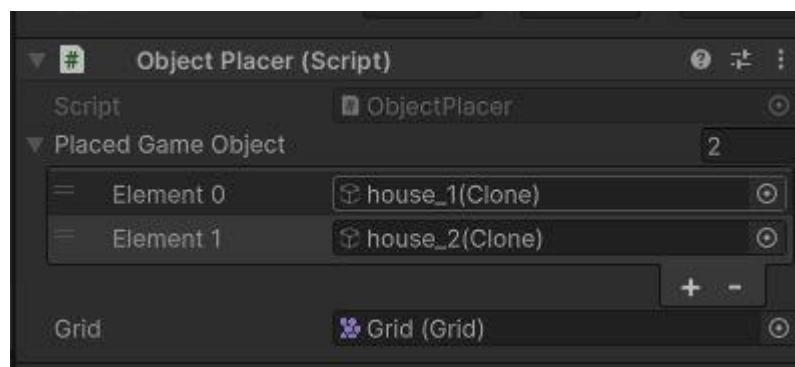 Object Placer (Script)
Script ObjectPlacer
Placed Game Object 2
Element 0 house_1(Clone)
Element 1 house_2(Clone)
+ -
Grid Grid (Grid)